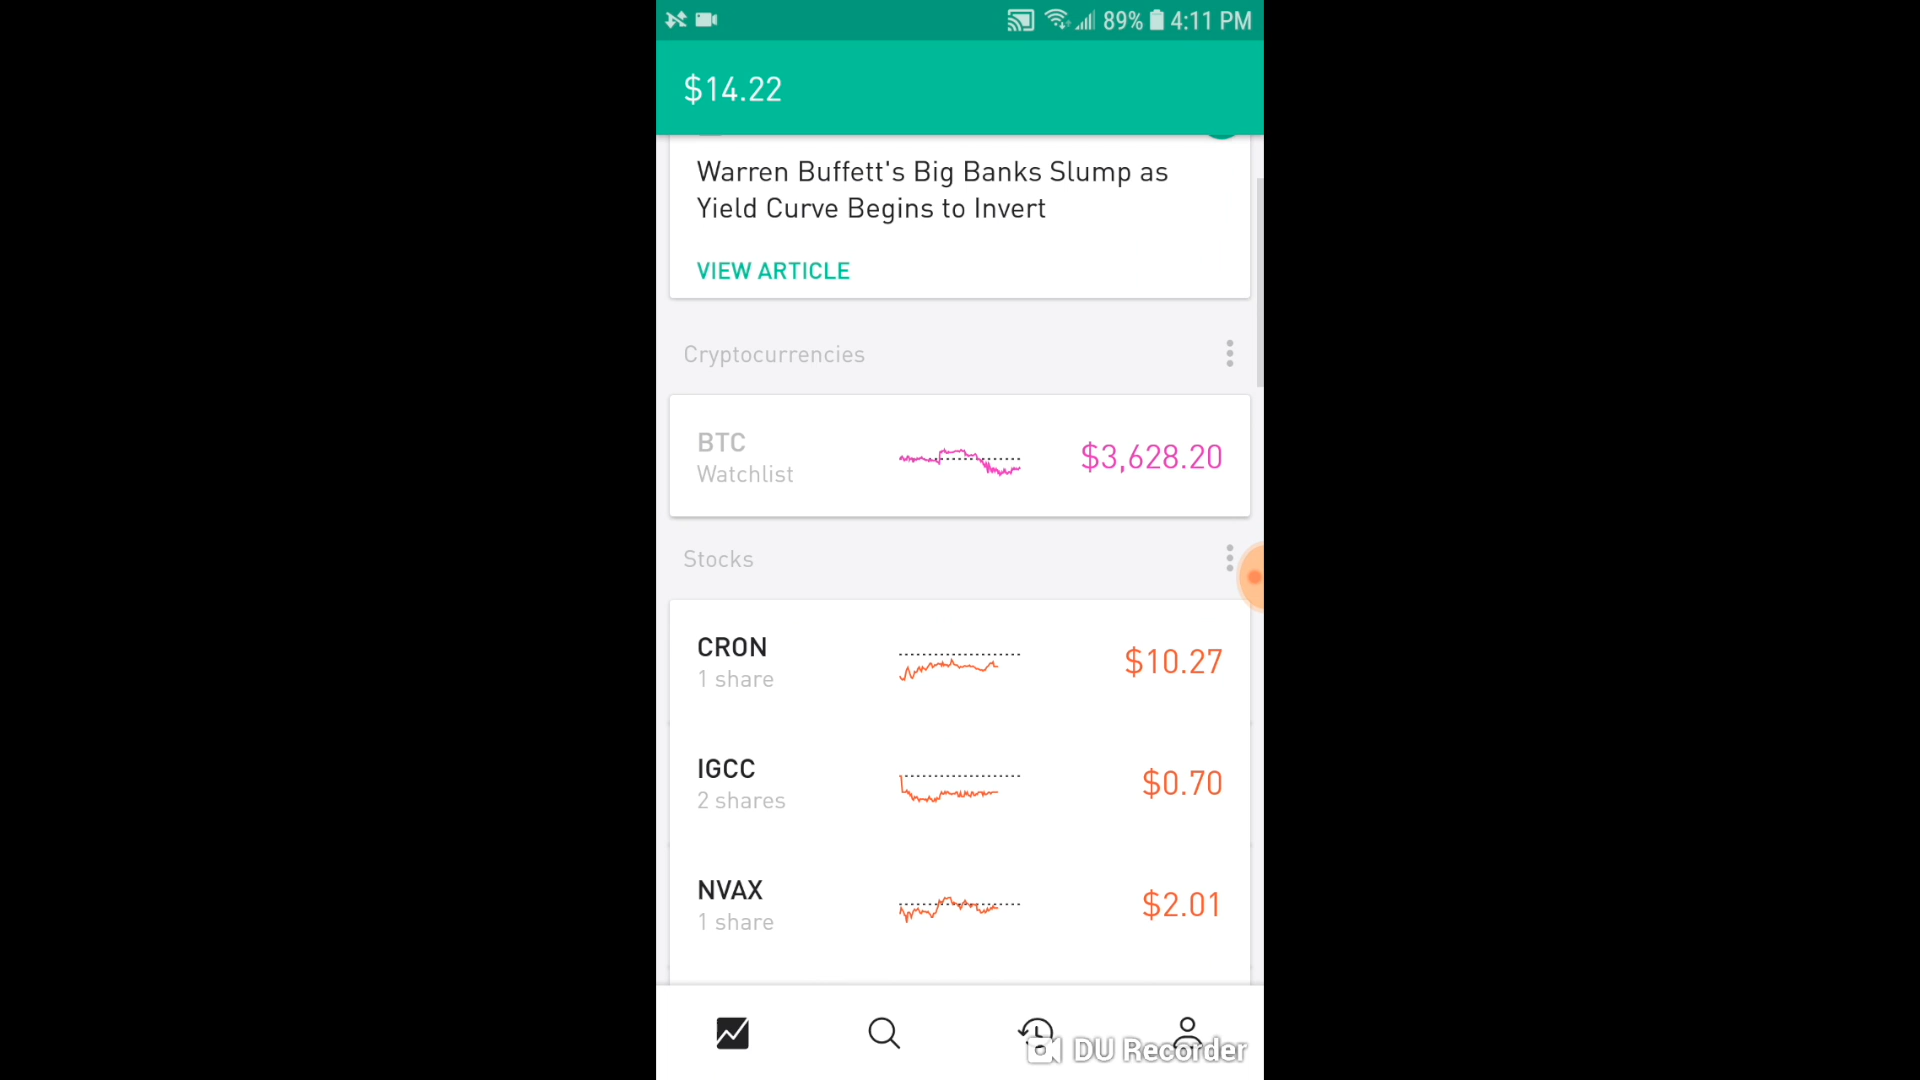 89% 4:11 PM
$14.22
Warren Buffett's Big Banks Slump as
Yield Curve Begins to Invert
VIEW ARTICLE
Cryptocurrencies
BTC
Watchlist
$3,628.20
Stocks
CRON
1 share
$10.27
IGCC
2 shares
$0.70
NVAX
1 share
$2.01
DU Recorder